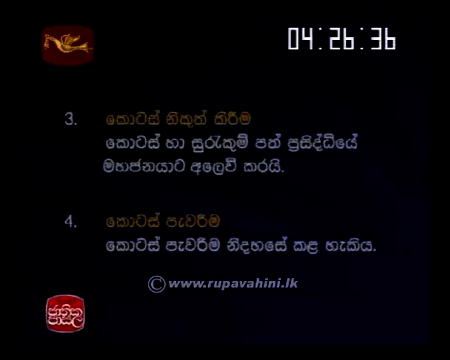 04:26:36
3. කොටස් නිකුත් කිරීම
කොටස් හා සුරැකුම් පත් ප්‍රසිද්ධියේ
මහජනයාට අලෙවි කරයි.
4. කොටස් පැවරීම
කොටස් පැවරීම නිදහසේ කළ හැකිය.
© www.rupavahini.lk
ජාතික
පාසල